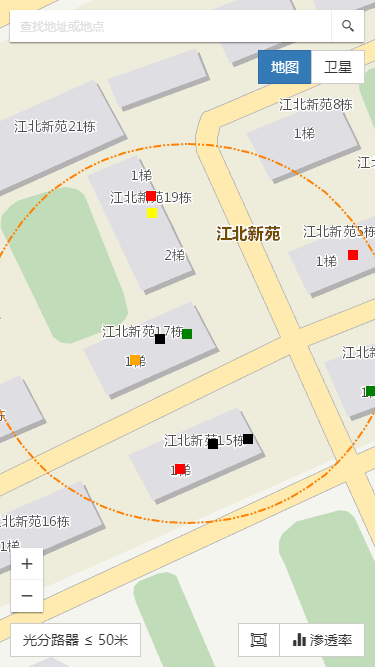 查找地址或地点
地图
卫星
江北新苑8栋
1梯
江北新苑21栋
江
1梯
江北新苑19栋
江北新苑
江北新苑5栋
2梯
1梯
江北新苑17栋
1梯
江北
栋
江北新苑15栋
1梯
北新苑16栋
1梯
+
−
光分路器 ≤ 50米
渗透率